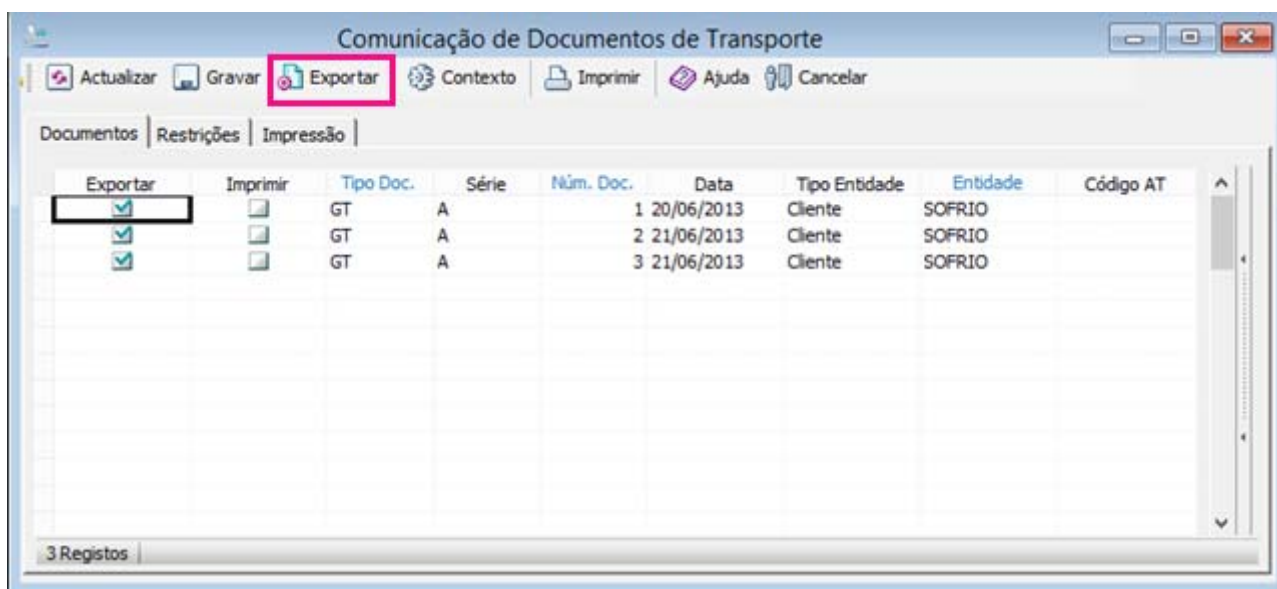 Comunicação de Documentos de Transporte
Actualizar Gravar Exportar Contexto Imprimir Ajuda Cancelar
Documentos Restrições Impressão
Exportar Imprimir Tipo Doc. Série Núm. Doc. Data Tipo Entidade Entidade Código AT
GT A 1 20/06/2013 Cliente SOFRIO
GT A 2 21/06/2013 Cliente SOFRIO
GT A 3 21/06/2013 Cliente SOFRIO
3 Registos